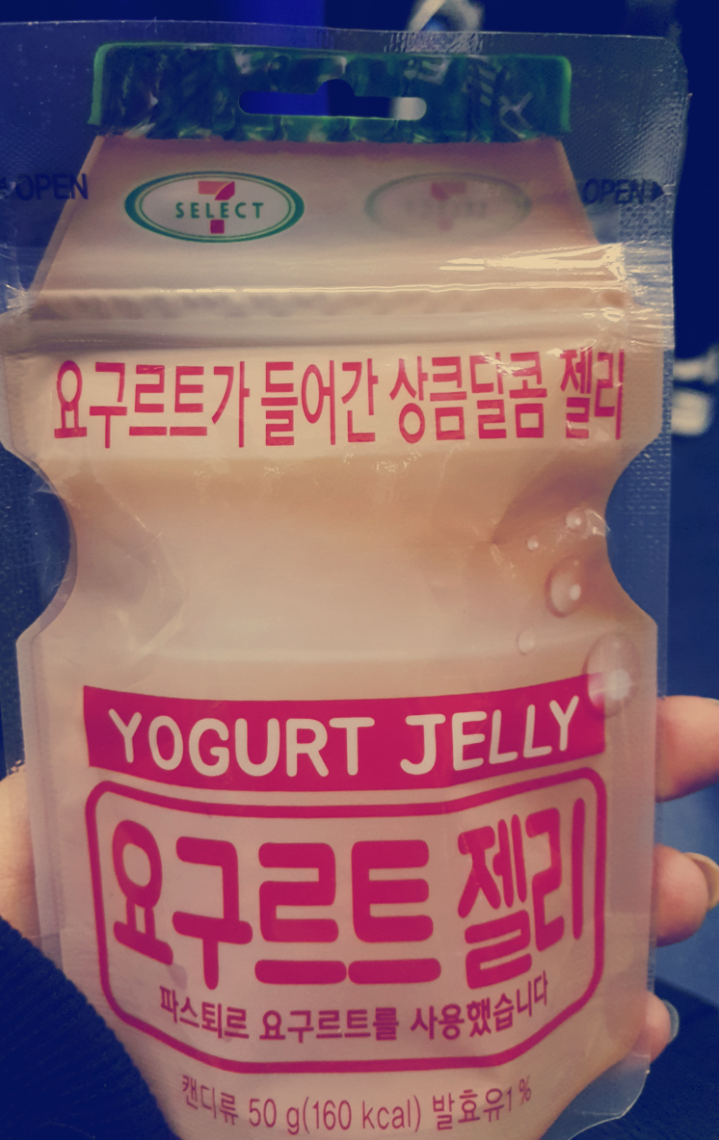 OPEN
OPEN
7
SELECT
요구르트가 들어간 상큼달콤 젤리
YOGURT JELLY
요구르트 젤리
파스퇴르 요구르트를 사용했습니다
캔디류 50 g(160 kcal) 발효유1%